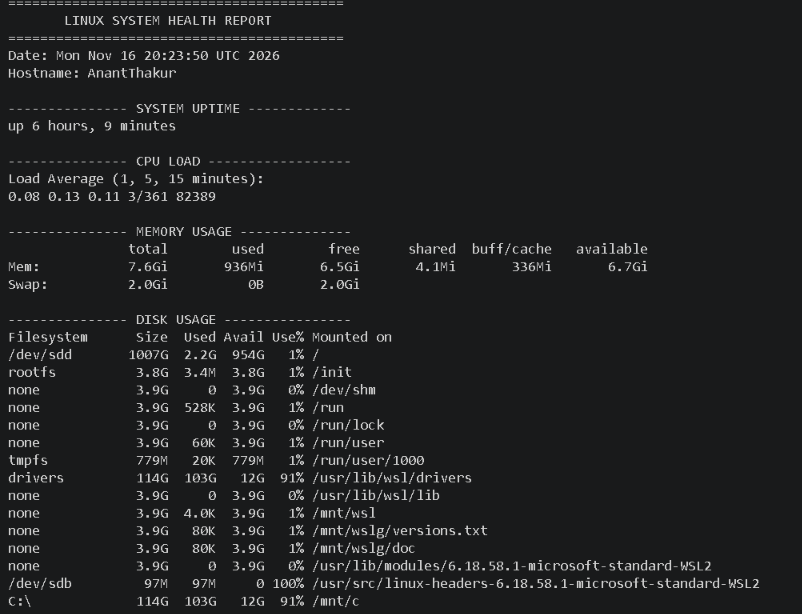 ==========================================
LINUX SYSTEM HEALTH REPORT
==========================================
Date: Mon Nov 16 20:23:50 UTC 2026
Hostname: AnantThakur
--------------- SYSTEM UPTIME -------------
up 6 hours, 9 minutes
--------------- CPU LOAD ------------------
Load Average (1, 5, 15 minutes):
0.08 0.13 0.11 3/361 82389
--------------- MEMORY USAGE --------------
total used free shared buff/cache available
Mem: 7.6Gi 936Mi 6.5Gi 4.1Mi 336Mi 6.7Gi
Swap: 2.0Gi 0B 2.0Gi
--------------- DISK USAGE ----------------
Filesystem Size Used Avail Use% Mounted on
/dev/sdd 1007G 2.2G 954G 1% /
rootfs 3.8G 3.4M 3.8G 1% /init
none 3.9G 0 3.9G 0% /dev/shm
none 3.9G 528K 3.9G 1% /run
none 3.9G 0 3.9G 0% /run/lock
none 3.9G 60K 3.9G 1% /run/user
tmpfs 779M 20K 779M 1% /run/user/1000
drivers 114G 103G 12G 91% /usr/lib/wsl/drivers
none 3.9G 0 3.9G 0% /usr/lib/wsl/lib
none 3.9G 4.0K 3.9G 1% /mnt/wsl
none 3.9G 80K 3.9G 1% /mnt/wslg/versions.txt
none 3.9G 80K 3.9G 1% /mnt/wslg/doc
none 3.9G 0 3.9G 0% /usr/lib/modules/6.18.58.1-microsoft-standard-WSL2
/dev/sdb 97M 97M 0 100% /usr/src/linux-headers-6.18.58.1-microsoft-standard-WSL2
C:\ 114G 103G 12G 91% /mnt/c